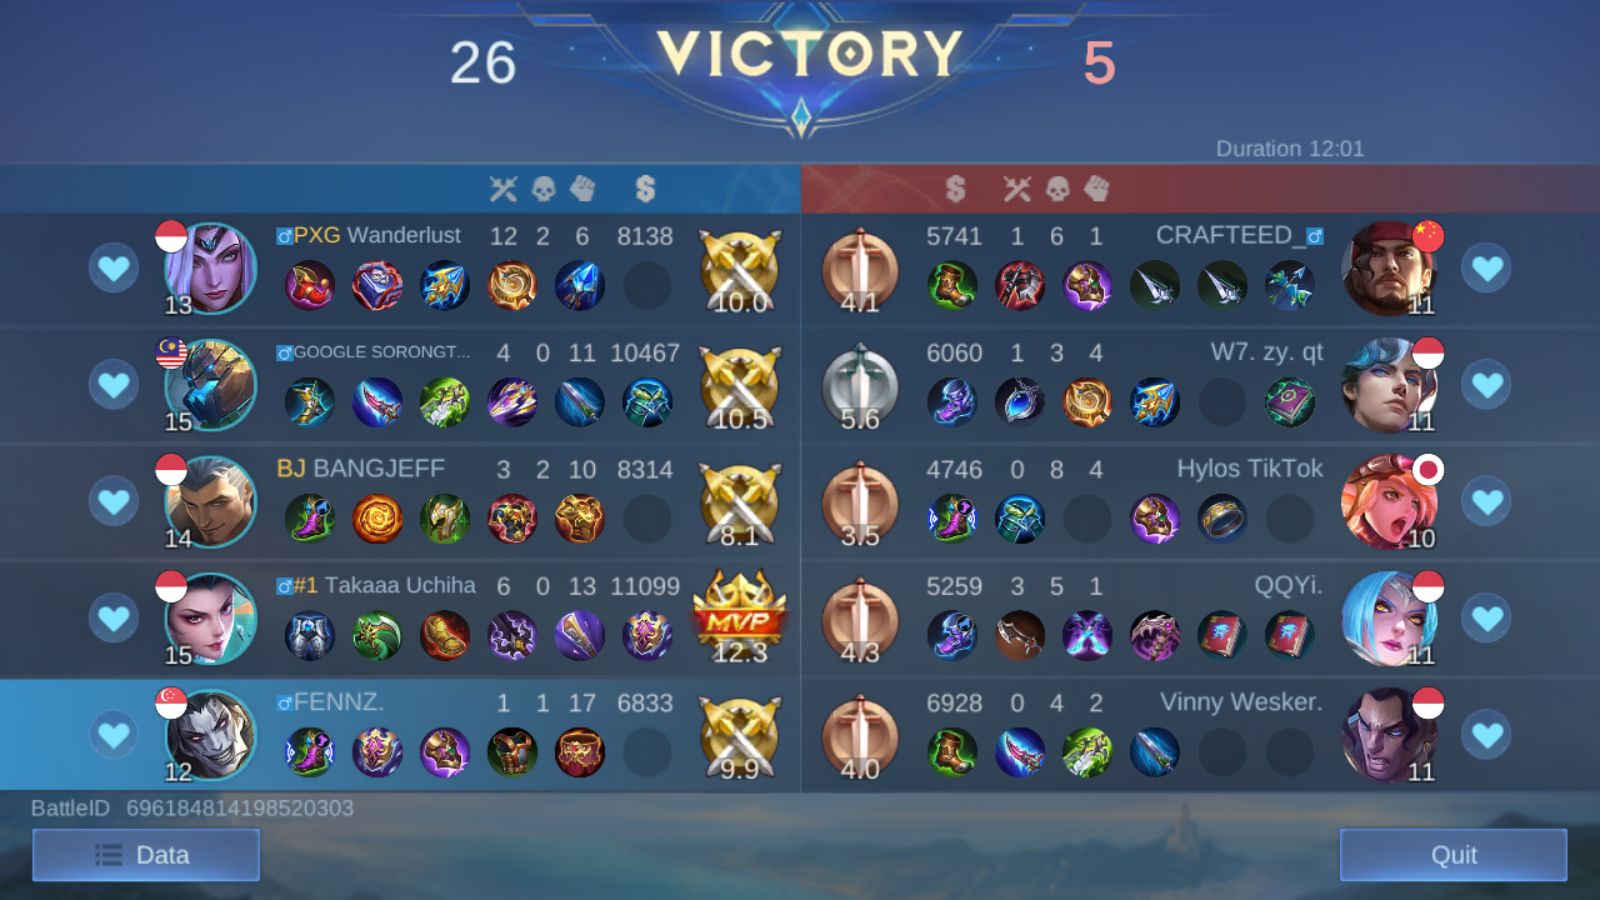 26 VICTORY 5
Duration 12:01
PXG Wanderlust 12 2 6 8138
13 10.0
4.1 5741 1 6 1 CRAFTEED_
11
GOOGLE SORONGT... 4 0 11 10467
15 10.5
5.6 6060 1 3 4 W7. zy. qt
11
BJ BANGJEFF 3 2 10 8314
14 8.1
3.5 4746 0 8 4 Hylos TikTok
10
#1 Takaaa Uchiha 6 0 13 11099
15 MVP 12.3
4.3 5259 3 5 1 QQYi.
11
FENNZ. 1 1 17 6833
12 9.9
4.0 6928 0 4 2 Vinny Wesker.
11
BattleID 696184814198520303
Data
Quit